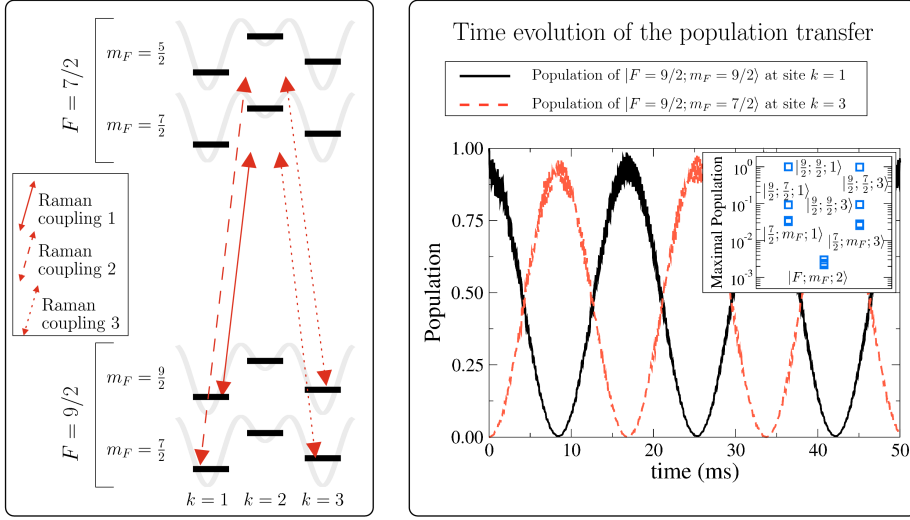 F = 7/2
m_F = 5/2
m_F = 7/2
Raman
coupling 1
Raman
coupling 2
Raman
coupling 3
F = 9/2
m_F = 9/2
m_F = 7/2
k = 1 k = 2 k = 3
Time evolution of the population transfer
Population of |F = 9/2; m_F = 9/2⟩ at site k = 1
Population of |F = 9/2; m_F = 7/2⟩ at site k = 3
Population
1.00
0.75
0.50
0.25
0.00
0 10 20 30 40 50
time (ms)
Maximal Population
10^0
10^-1
10^-2
10^-3
|9/2; 9/2; 1⟩
|9/2; 7/2; 3⟩
|9/2; 7/2; 1⟩
|9/2; 9/2; 3⟩
|7/2; m_F; 1⟩
|7/2; m_F; 3⟩
|F; m_F; 2⟩